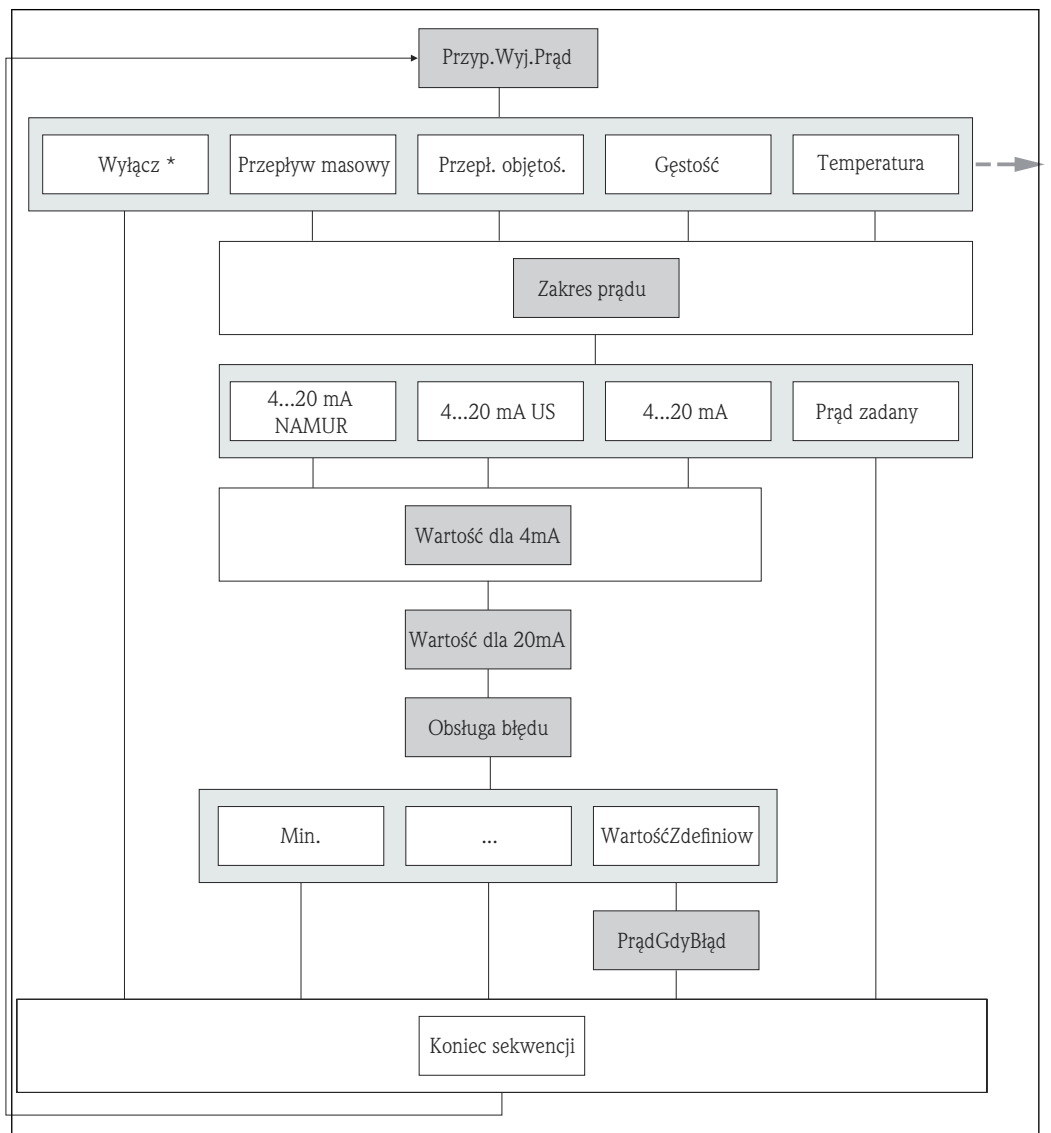 Przyp.Wyj.Prąd
Wyłącz *
Przepływ masowy
Przepł. objętoś.
Gęstość
Temperatura
Zakres prądu
4...20 mA
NAMUR
4...20 mA US
4...20 mA
Prąd zadany
Wartość dla 4mA
Wartość dla 20mA
Obsługa błędu
Min.
...
WartośćZdefiniow
PrądGdyBłąd
Koniec sekwencji